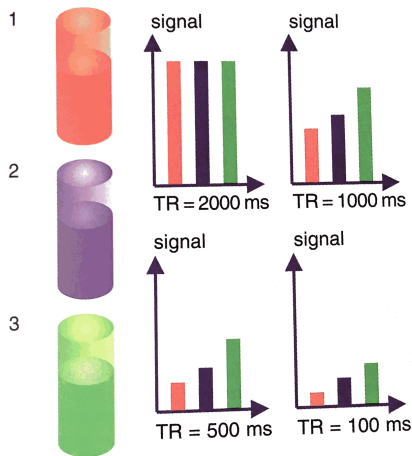 1
signal
signal
TR = 2000 ms
TR = 1000 ms
2
signal
signal
3
TR = 500 ms
TR = 100 ms